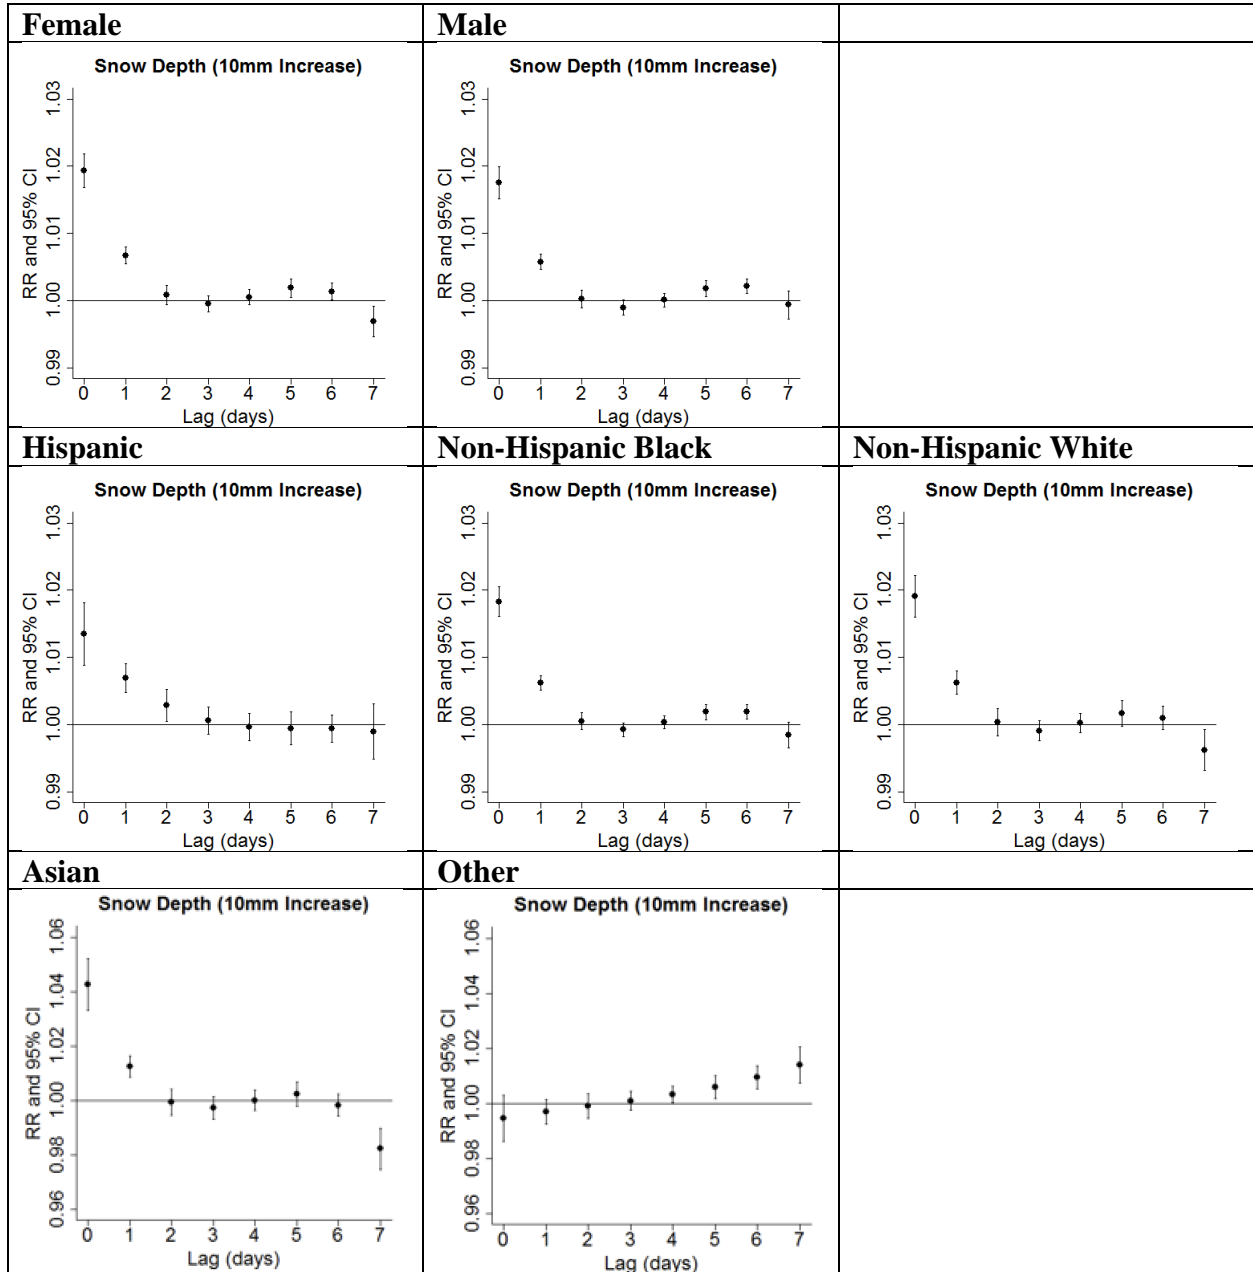 Female
Male
Snow Depth (10mm Increase)
RR and 95% CI
1.03
1.02
1.01
1.00
0.99
0 1 2 3 4 5 6 7
Lag (days)
Snow Depth (10mm Increase)
RR and 95% CI
1.03
1.02
1.01
1.00
0.99
0 1 2 3 4 5 6 7
Lag (days)
Hispanic
Non-Hispanic Black
Non-Hispanic White
Snow Depth (10mm Increase)
RR and 95% CI
1.03
1.02
1.01
1.00
0.99
0 1 2 3 4 5 6 7
Lag (days)
Snow Depth (10mm Increase)
RR and 95% CI
1.03
1.02
1.01
1.00
0.99
0 1 2 3 4 5 6 7
Lag (days)
Snow Depth (10mm Increase)
RR and 95% CI
1.03
1.02
1.01
1.00
0.99
0 1 2 3 4 5 6 7
Lag (days)
Asian
Other
Snow Depth (10mm Increase)
RR and 95% CI
1.06
1.04
1.02
1.00
0.98
0.96
0 1 2 3 4 5 6 7
Lag (days)
Snow Depth (10mm Increase)
RR and 95% CI
1.06
1.04
1.02
1.00
0.98
0.96
0 1 2 3 4 5 6 7
Lag (days)